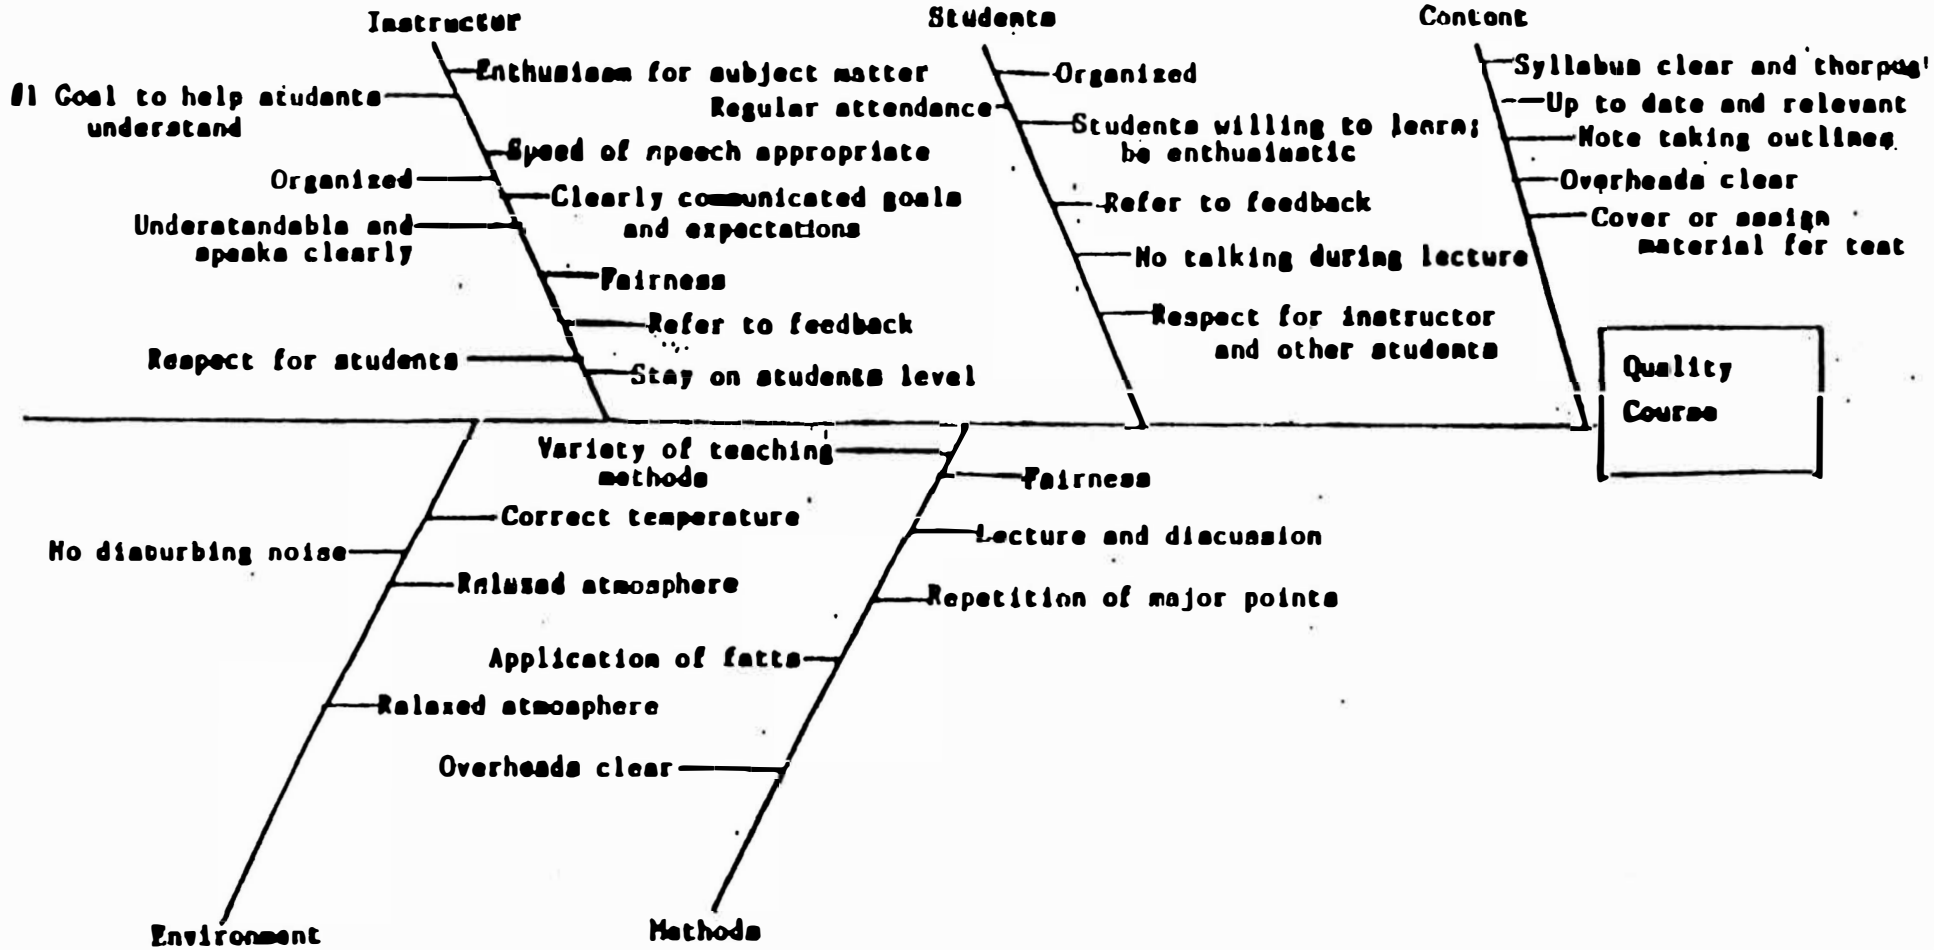 Instructor
Enthusiasm for subject matter
#1 Goal to help students
understand
Speed of speech appropriate
Organized
Clearly communicated goals
and expectations
Understandable and
speaks clearly
Fairness
Refer to feedback
Respect for students
Stay on students level
Students
Organized
Regular attendance
Students willing to learn;
be enthusiastic
Refer to feedback
No talking during lecture
Respect for instructor
and other students
Content
Syllabus clear and
Up to date and relevant
Note taking outlines
Overheads clear
Cover or assign
material for test
Quality
Course
Correct temperature
No disturbing noise
Relaxed atmosphere
Relaxed atmosphere
Environment
Variety of teaching
methods
Fairness
Lecture and discussion
Repetition of major points
Application of fatts
Overheads clear
Methods